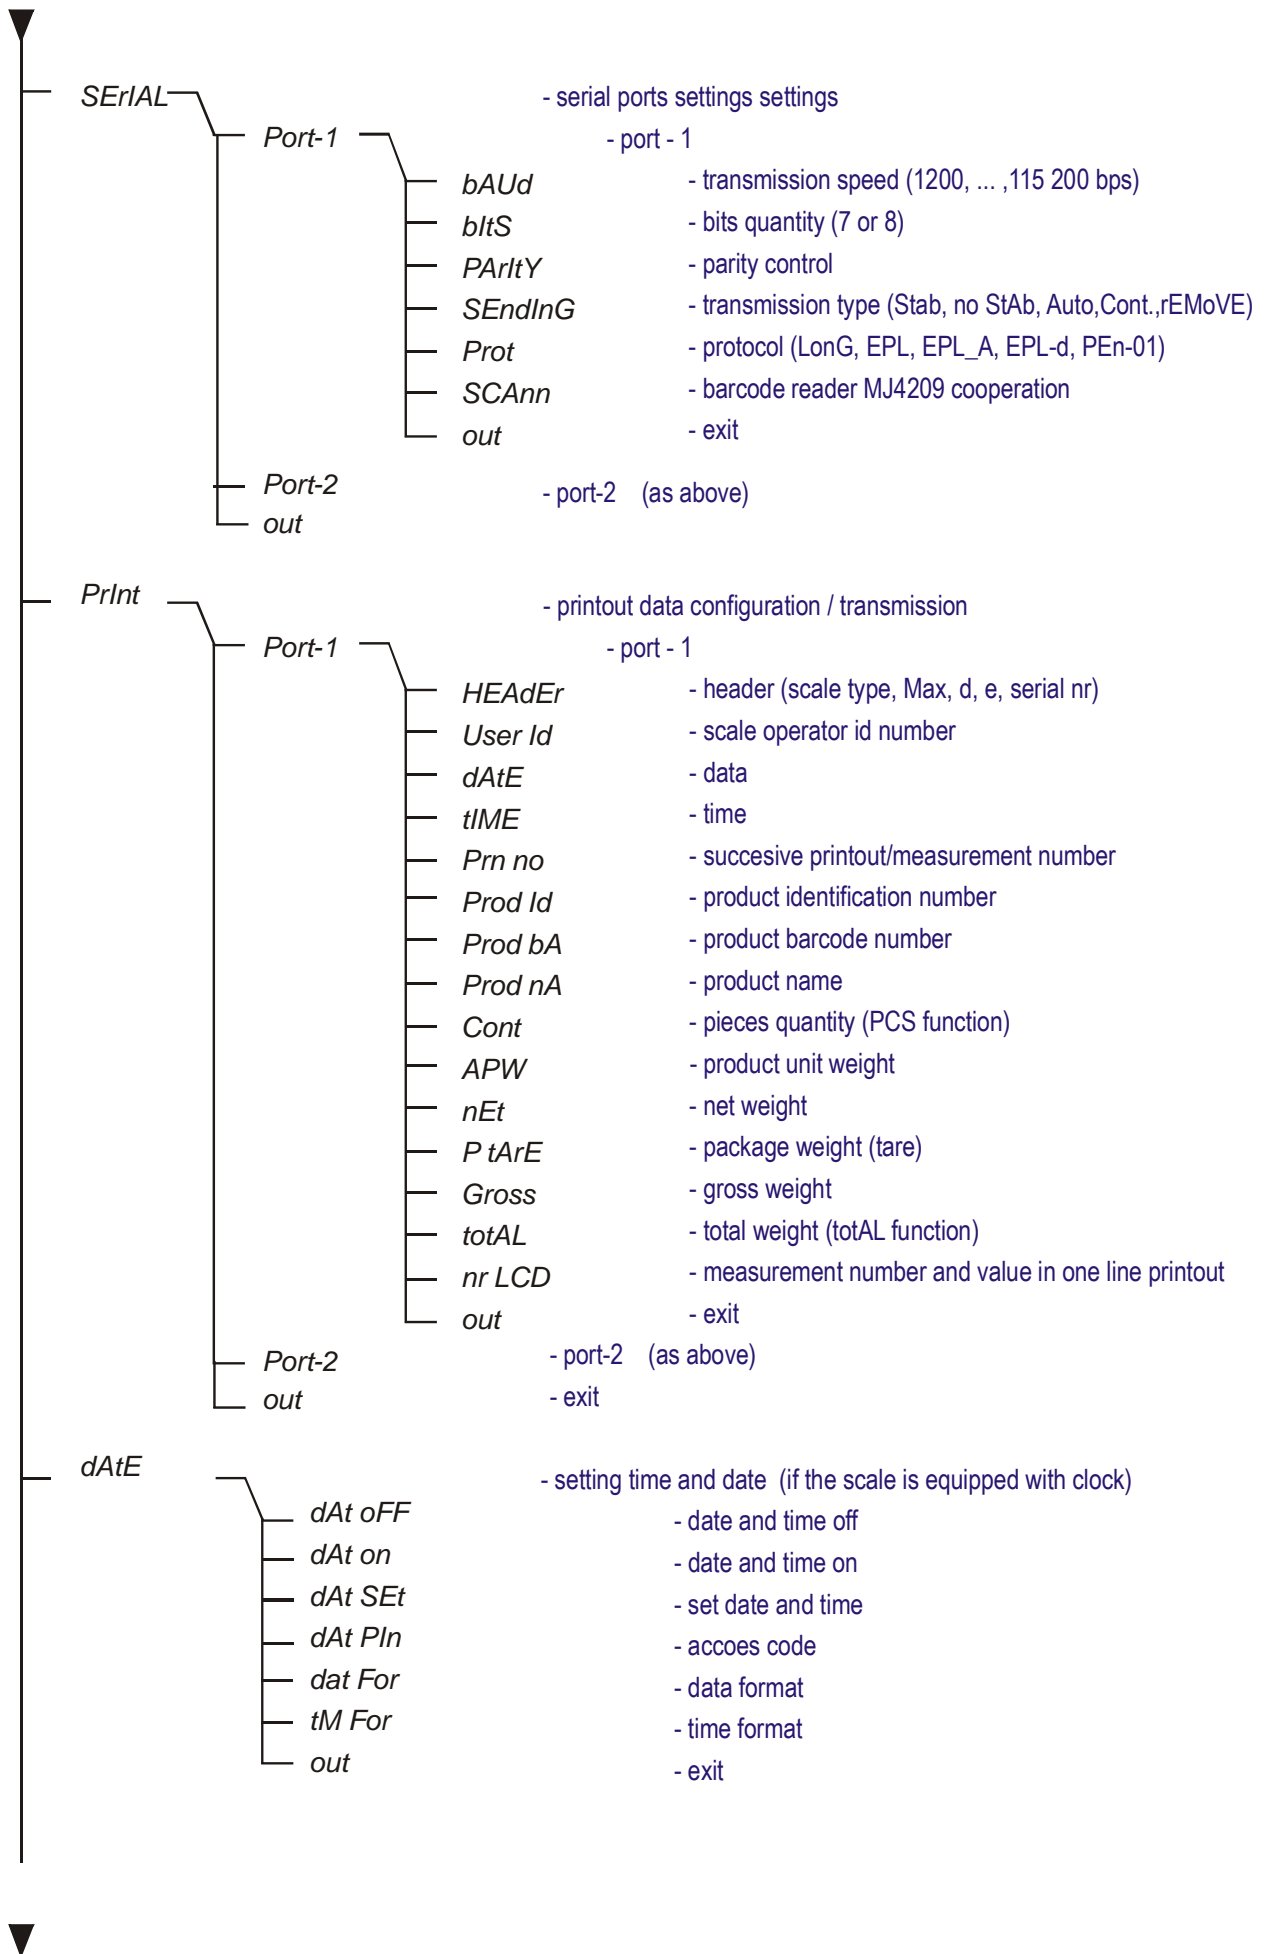 SErIAL - serial ports settings settings
Port-1 - port - 1
bAUd - transmission speed (1200, ... ,115 200 bps)
bItS - bits quantity (7 or 8)
PArItY - parity control
SEndInG - transmission type (Stab, no StAb, Auto,Cont.,rEMoVE)
Prot - protocol (LonG, EPL, EPL_A, EPL-d, PEn-01)
SCAnn - barcode reader MJ4209 cooperation
out - exit
Port-2 - port-2 (as above)
out
PrInt - printout data configuration / transmission
Port-1 - port - 1
HEAdEr - header (scale type, Max, d, e, serial nr)
User Id - scale operator id number
dAtE - data
tIME - time
Prn no - succesive printout/measurement number
Prod Id - product identification number
Prod bA - product barcode number
Prod nA - product name
Cont - pieces quantity (PCS function)
APW - product unit weight
nEt - net weight
P tArE - package weight (tare)
Gross - gross weight
totAL - total weight (totAL function)
nr LCD - measurement number and value in one line printout
out - exit
Port-2 - port-2 (as above)
out - exit
dAtE - setting time and date (if the scale is equipped with clock)
dAt oFF - date and time off
dAt on - date and time on
dAt SEt - set date and time
dAt PIn - accoes code
dat For - data format
tM For - time format
out - exit